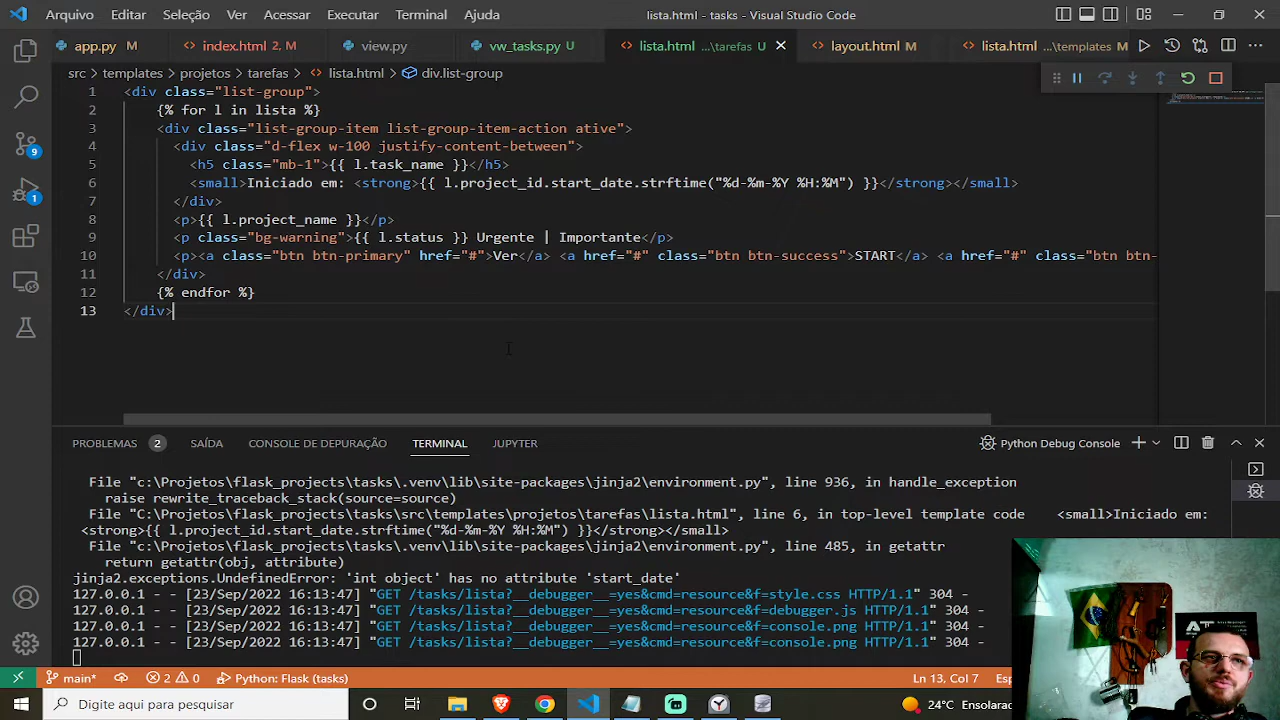 Arquivo Editar Seleção Ver Acessar Executar Terminal Ajuda lista.html - tasks - Visual Studio Code
app.py M index.html 2, M view.py vw_tasks.py U lista.html ...\tarefas U layout.html M lista.html ...\templates M
src > templates > projetos > tarefas > lista.html > div.list-group
1 <div class="list-group">
2 {% for l in lista %}
3 <div class="list-group-item list-group-item-action ative">
4 <div class="d-flex w-100 justify-content-between">
5 <h5 class="mb-1">{{ l.task_name }}</h5>
6 <small>Iniciado em: <strong>{{ l.project_id.start_date.strftime("%d-%m-%Y %H:%M") }}</strong></small>
7 </div>
8 <p>{{ l.project_name }}</p>
9 <p class="bg-warning">{{ l.status }} Urgente | Importante</p>
10 <p><a class="btn btn-primary" href="#">Ver</a> <a href="#" class="btn btn-success">START</a> <a href="#" class="btn btn-
11 </div>
12 {% endfor %}
13 </div>
PROBLEMAS 2 SAÍDA CONSOLE DE DEPURAÇÃO TERMINAL JUPYTER Python Debug Console
File "c:\Projetos\flask_projects\tasks\.venv\lib\site-packages\jinja2\environment.py", line 936, in handle_exception
raise rewrite_traceback_stack(source=source)
File "c:\Projetos\flask_projects\tasks\src\templates\projetos\tarefas\lista.html", line 6, in top-level template code <small>Iniciado em:
<strong>{{ l.project_id.start_date.strftime("%d-%m-%Y %H:%M") }}</strong></small>
File "c:\Projetos\flask_projects\tasks\.venv\lib\site-packages\jinja2\environment.py", line 485, in getattr
return getattr(obj, attribute)
jinja2.exceptions.UndefinedError: 'int object' has no attribute 'start_date'
127.0.0.1 - - [23/Sep/2022 16:13:47] "GET /tasks/lista?__debugger__=yes&cmd=resource&f=style.css HTTP/1.1" 304 -
127.0.0.1 - - [23/Sep/2022 16:13:47] "GET /tasks/lista?__debugger__=yes&cmd=resource&f=debugger.js HTTP/1.1" 304 -
127.0.0.1 - - [23/Sep/2022 16:13:47] "GET /tasks/lista?__debugger__=yes&cmd=resource&f=console.png HTTP/1.1" 304 -
127.0.0.1 - - [23/Sep/2022 16:13:47] "GET /tasks/lista?__debugger__=yes&cmd=resource&f=console.png HTTP/1.1" 304 -
9
1
main* 2 0 Python: Flask (tasks) Ln 13, Col 7
Digite aqui para pesquisar 24°C